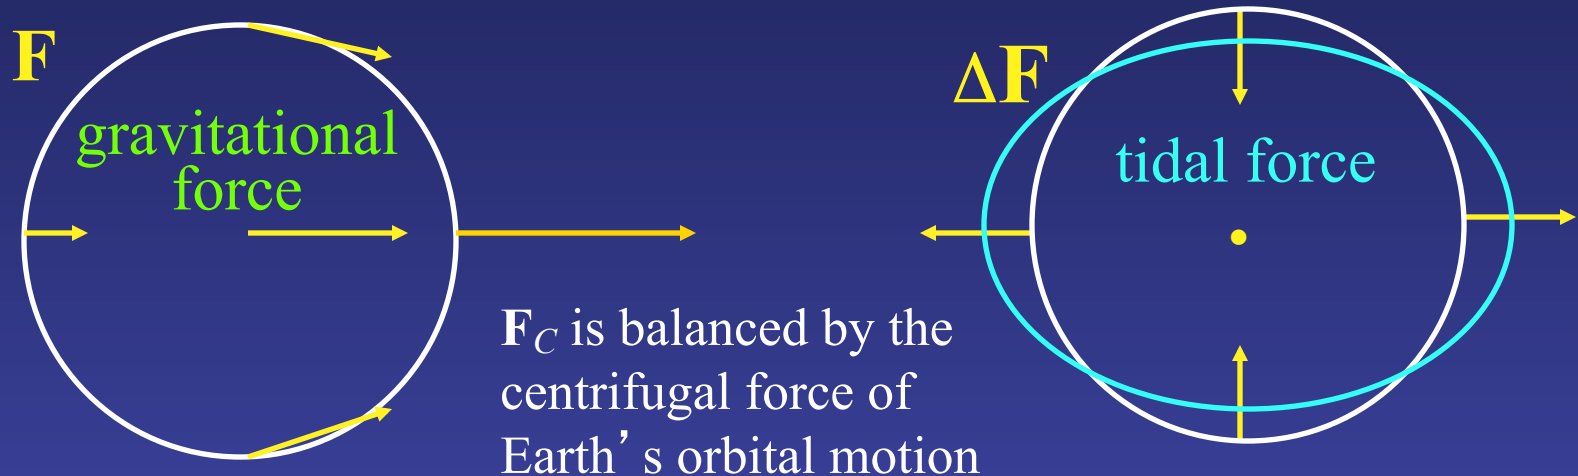 F
gravitational
force
F_C is balanced by the
centrifugal force of
Earth’s orbital motion
ΔF
tidal force